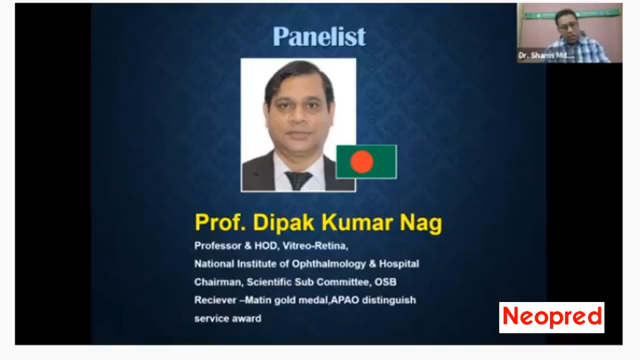 Panelist
Dr. Shams Md....
Prof. Dipak Kumar Nag
Professor & HOD, Vitreo-Retina,
National Institute of Ophthalmology & Hospital
Chairman, Scientific Sub Committee, OSB
Reciever –Matin gold medal,APAO distinguish
service award
Neopred